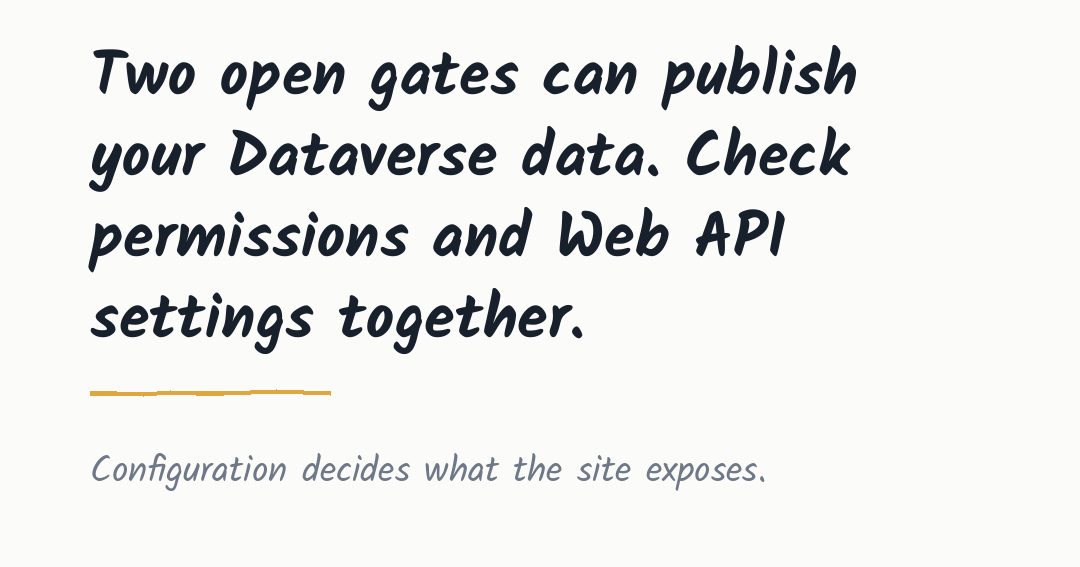 Two open gates can publish
your Dataverse data. Check
permissions and Web API
settings together.
Configuration decides what the site exposes.